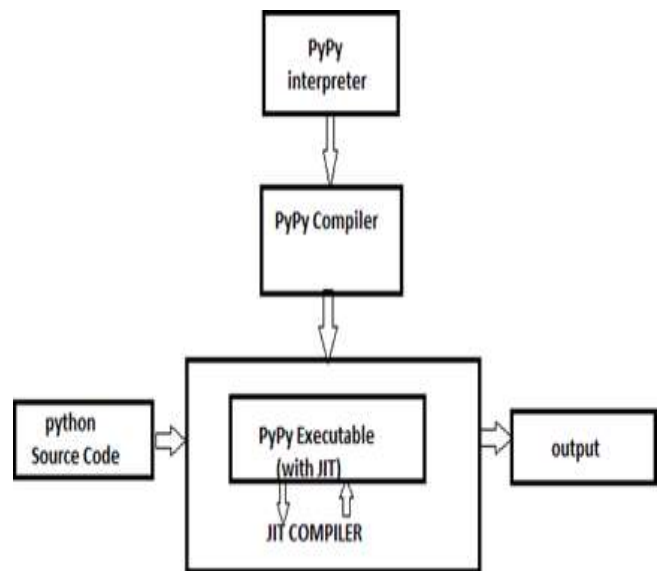 PyPy
interpreter
PyPy Compiler
python
Source Code
PyPy Executable
(with JIT)
JIT COMPILER
output